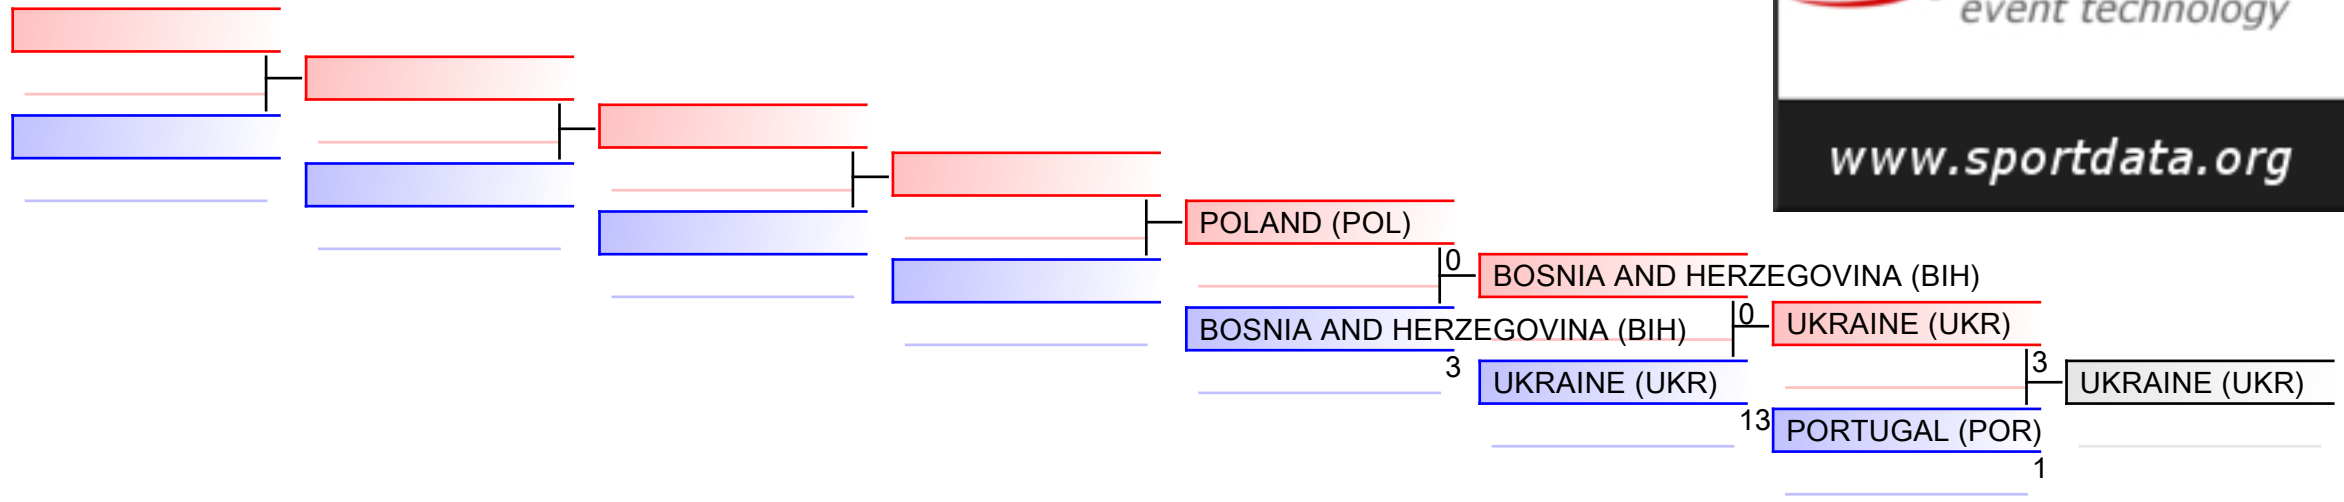 event technology
www.sportdata.org
POLAND (POL)
0
BOSNIA AND HERZEGOVINA (BIH)
3
BOSNIA AND HERZEGOVINA (BIH)
0
UKRAINE (UKR)
13
UKRAINE (UKR)
3
PORTUGAL (POR)
1
UKRAINE (UKR)